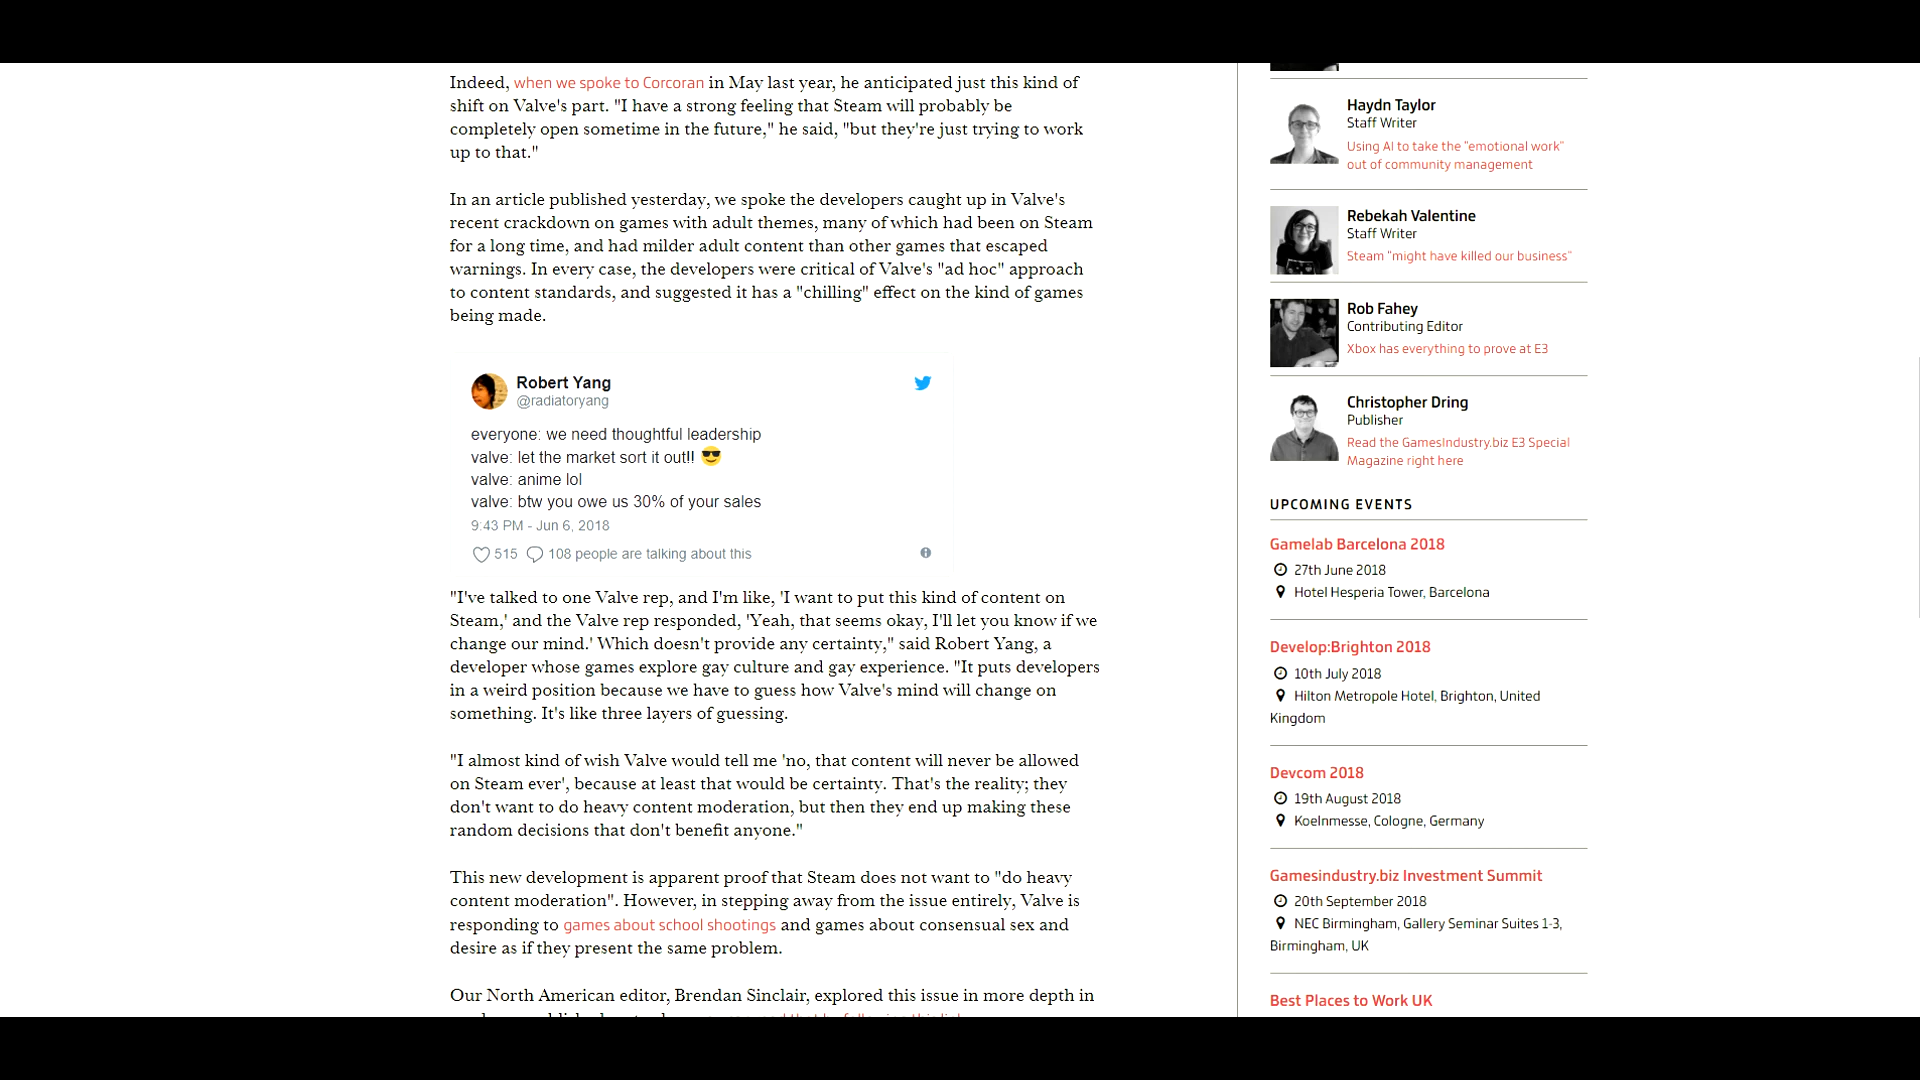 Indeed, when we spoke to Corcoran in May last year, he anticipated just this kind of
shift on Valve's part. "I have a strong feeling that Steam will probably be
completely open sometime in the future," he said, "but they're just trying to work
up to that."
In an article published yesterday, we spoke the developers caught up in Valve's
recent crackdown on games with adult themes, many of which had been on Steam
for a long time, and had milder adult content than other games that escaped
warnings. In every case, the developers were critical of Valve's "ad hoc" approach
to content standards, and suggested it has a "chilling" effect on the kind of games
being made.
Robert Yang
@radiatoryang
everyone: we need thoughtful leadership
valve: let the market sort it out!! 😎
valve: anime lol
valve: btw you owe us 30% of your sales
9:43 PM - Jun 6, 2018
515 108 people are talking about this
"I've talked to one Valve rep, and I'm like, 'I want to put this kind of content on
Steam,' and the Valve rep responded, 'Yeah, that seems okay, I'll let you know if we
change our mind.' Which doesn't provide any certainty," said Robert Yang, a
developer whose games explore gay culture and gay experience. "It puts developers
in a weird position because we have to guess how Valve's mind will change on
something. It's like three layers of guessing.
"I almost kind of wish Valve would tell me 'no, that content will never be allowed
on Steam ever', because at least that would be certainty. That's the reality; they
don't want to do heavy content moderation, but then they end up making these
random decisions that don't benefit anyone."
This new development is apparent proof that Steam does not want to "do heavy
content moderation". However, in stepping away from the issue entirely, Valve is
responding to games about school shootings and games about consensual sex and
desire as if they present the same problem.
Our North American editor, Brendan Sinclair, explored this issue in more depth in
Haydn Taylor
Staff Writer
Using AI to take the "emotional work"
out of community management
Rebekah Valentine
Staff Writer
Steam "might have killed our business"
Rob Fahey
Contributing Editor
Xbox has everything to prove at E3
Christopher Dring
Publisher
Read the GamesIndustry.biz E3 Special
Magazine right here
UPCOMING EVENTS
Gamelab Barcelona 2018
27th June 2018
Hotel Hesperia Tower, Barcelona
Develop:Brighton 2018
10th July 2018
Hilton Metropole Hotel, Brighton, United
Kingdom
Devcom 2018
19th August 2018
Koelnmesse, Cologne, Germany
Gamesindustry.biz Investment Summit
20th September 2018
NEC Birmingham, Gallery Seminar Suites 1-3,
Birmingham, UK
Best Places to Work UK